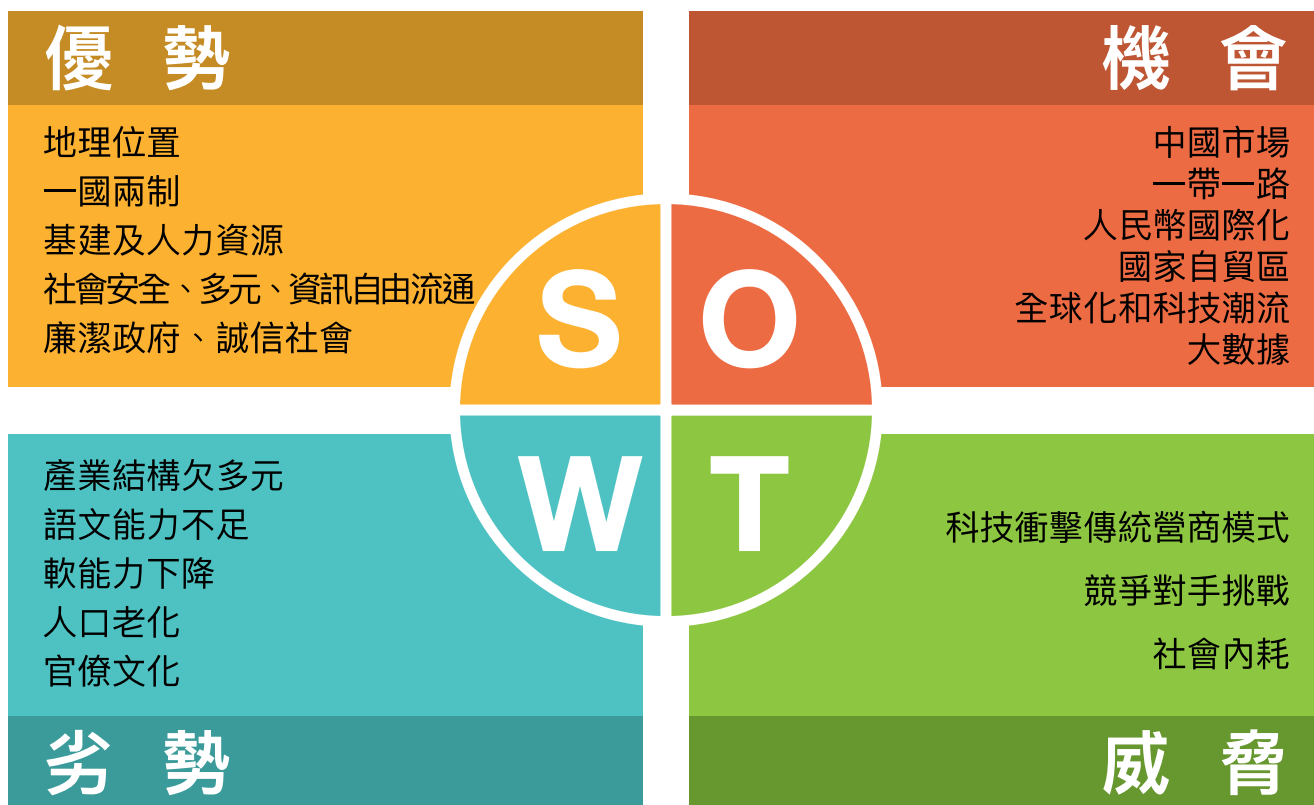 優勢
地理位置
一國兩制
基建及人力資源
社會安全、多元、資訊自由流通
廉潔政府、誠信社會
機會
中國市場
一帶一路
人民幣國際化
國家自貿區
全球化和科技潮流
大數據
S
O
W
T
產業結構欠多元
語文能力不足
軟能力下降
人口老化
官僚文化
劣勢
科技衝擊傳統營商模式
競爭對手挑戰
社會內耗
威脅